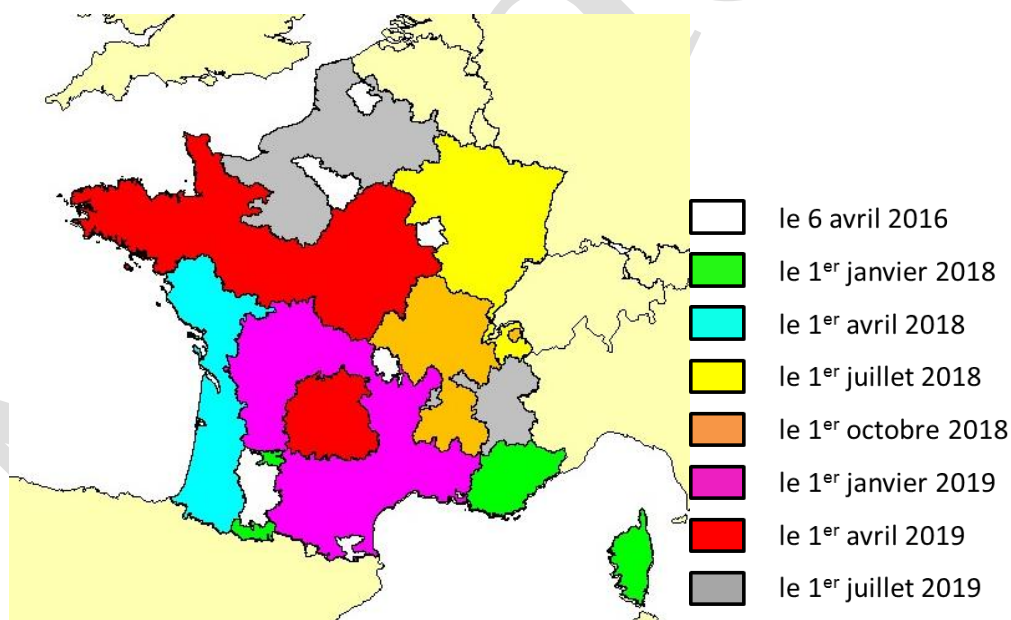 le 6 avril 2016
le 1er janvier 2018
le 1er avril 2018
le 1er juillet 2018
le 1er octobre 2018
le 1er janvier 2019
le 1er avril 2019
le 1er juillet 2019